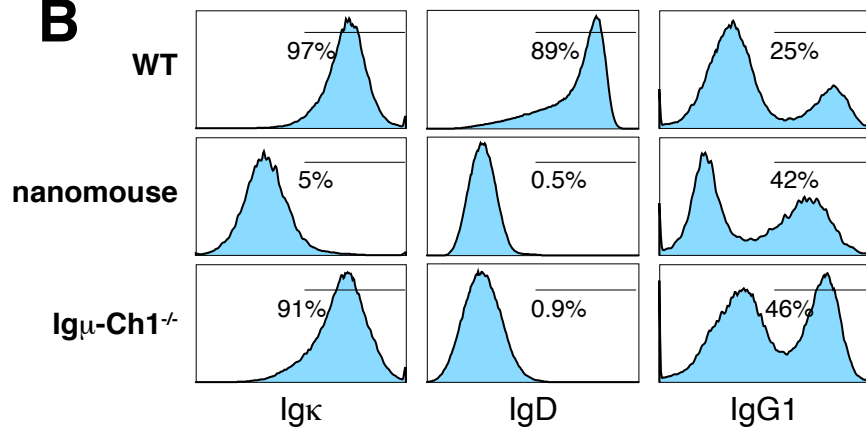 B
WT
97%
89%
25%
nanomouse
5%
0.5%
42%
Igμ-Ch1-/-
91%
0.9%
46%
Igκ
IgD
IgG1